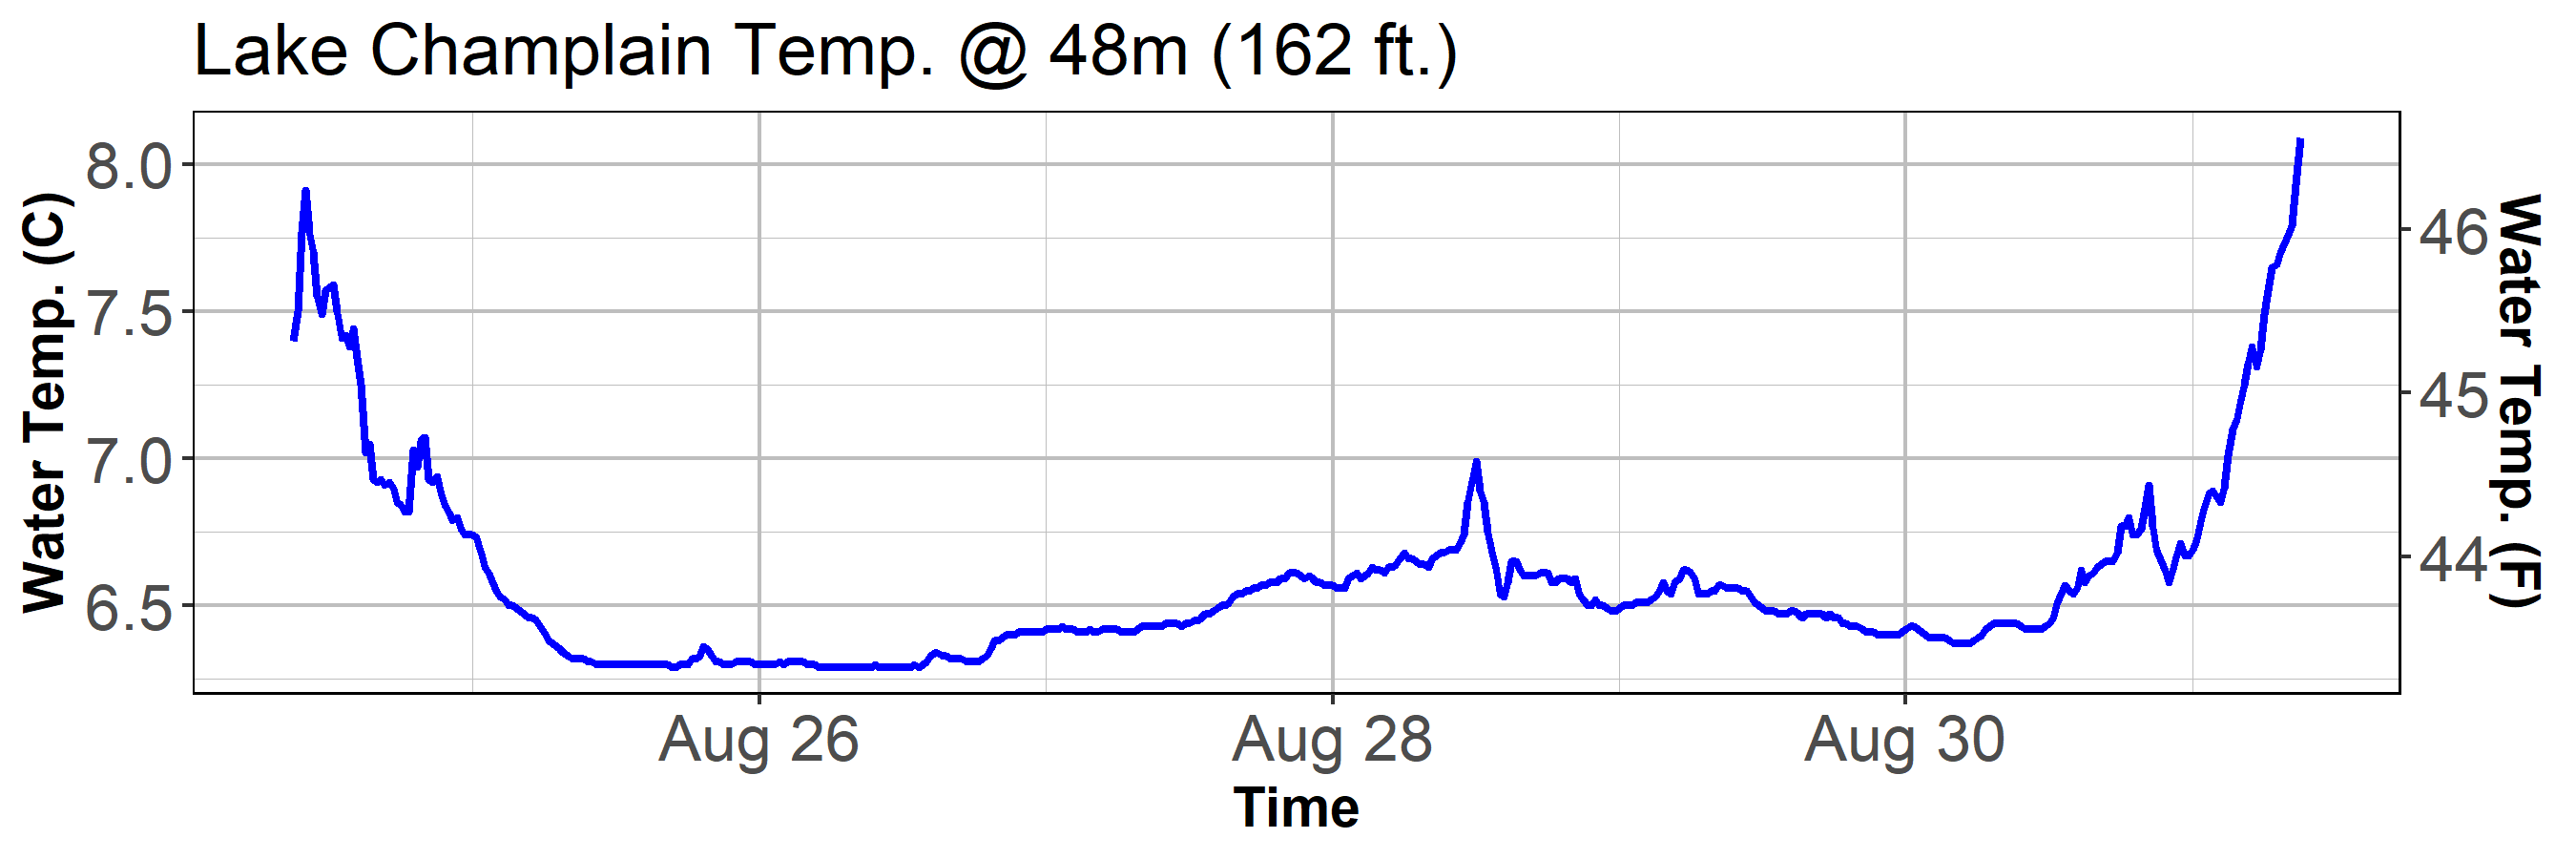 Lake Champlain Temp. @ 48m (162 ft.)
Water Temp. (C)
8.0
7.5
7.0
6.5
Water Temp. (F)
46
45
44
Aug 26
Aug 28
Aug 30
Time